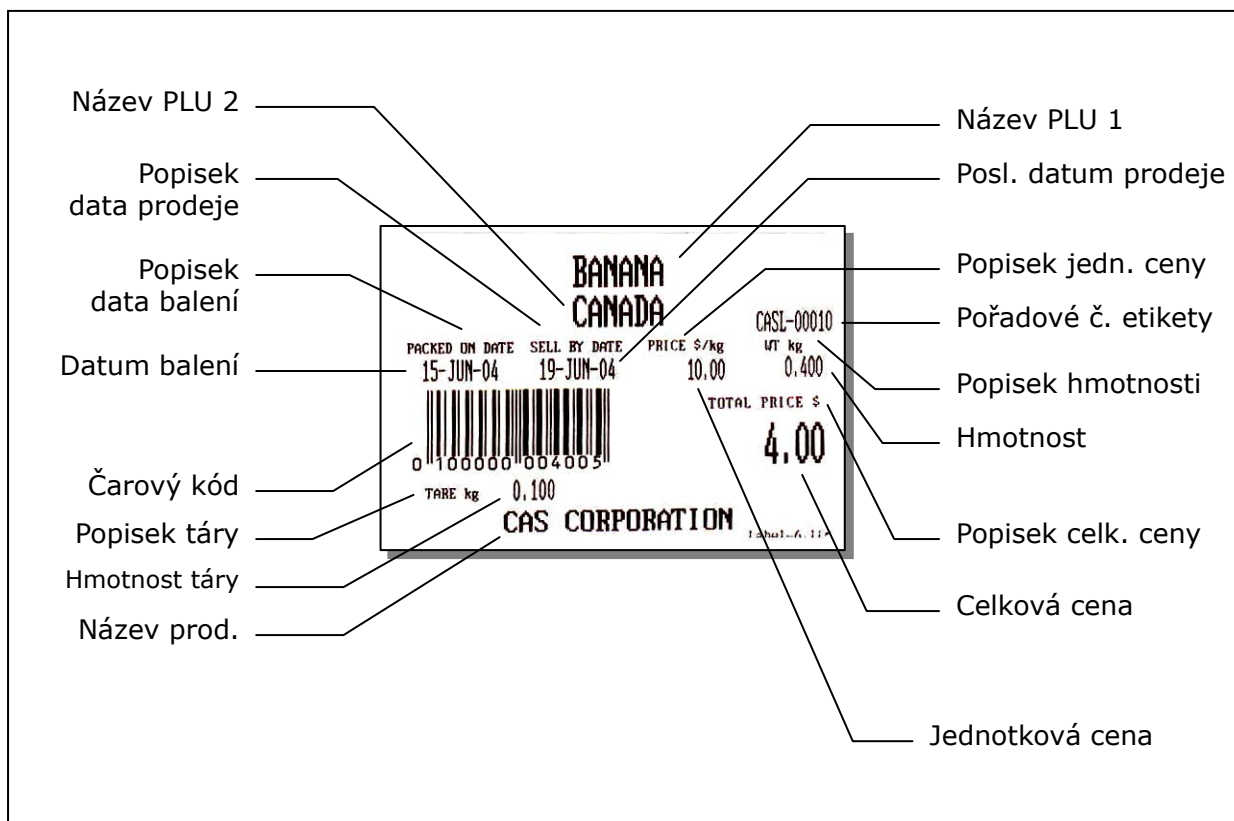 Název PLU 2
Název PLU 1
Popisek
data prodeje
Posl. datum prodeje
Popisek
data balení
Popisek jedn. ceny
Pořadové č. etikety
Datum balení
Popisek hmotnosti
Hmotnost
Čarový kód
Popisek táry
Popisek celk. ceny
Hmotnost táry
Celková cena
Název prod.
Jednotková cena
BANANA
CANADA
CASL-00010
PACKED ON DATE SELL BY DATE PRICE $/kg WT kg
15-JUN-04 19-JUN-04 10.00 0.400
TOTAL PRICE $
4.00
0 100000 004005
TARE kg 0.100
CAS CORPORATION